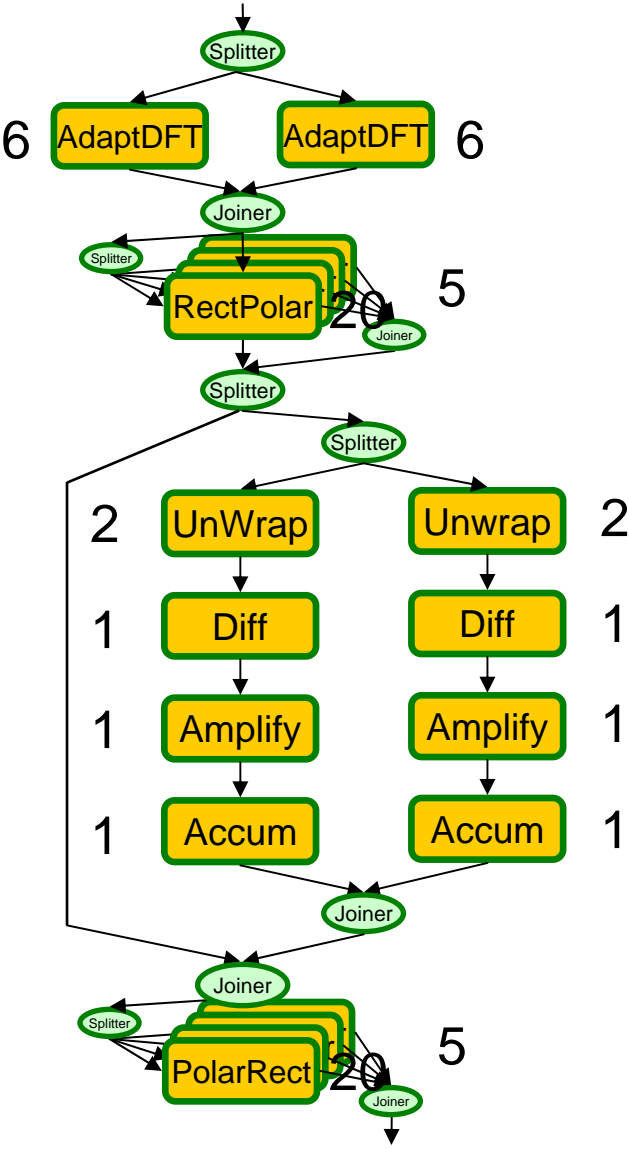 Splitter
6 AdaptDFT AdaptDFT 6
Joiner
Splitter
RectPolar 20 5
Joiner
Splitter
Splitter
2 UnWrap Unwrap 2
1 Diff Diff 1
1 Amplify Amplify 1
1 Accum Accum 1
Joiner
Joiner
Splitter
PolarRect 20 5
Joiner